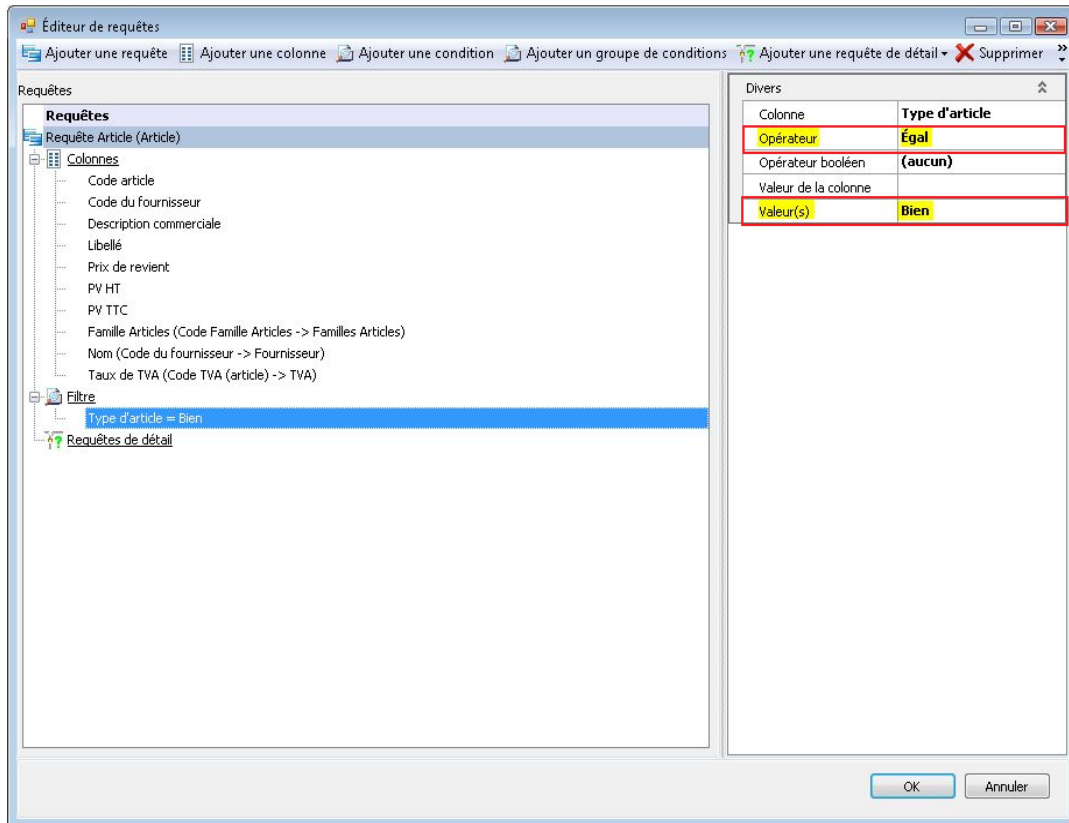 Éditeur de requêtes
Ajouter une requête Ajouter une colonne Ajouter une condition Ajouter un groupe de conditions Ajouter une requête de détail Supprimer
Requêtes
Requêtes
Requête Article (Article)
Colonnes
Code article
Code du fournisseur
Description commerciale
Libellé
Prix de revient
PV HT
PV TTC
Famille Articles (Code Famille Articles -> Familles Articles)
Nom (Code du fournisseur -> Fournisseur)
Taux de TVA (Code TVA (article) -> TVA)
Filtre
Type d'article = Bien
Requêtes de détail
Divers
Colonne Type d'article
Opérateur Égal
Opérateur booléen (aucun)
Valeur de la colonne
Valeur(s) Bien
OK Annuler